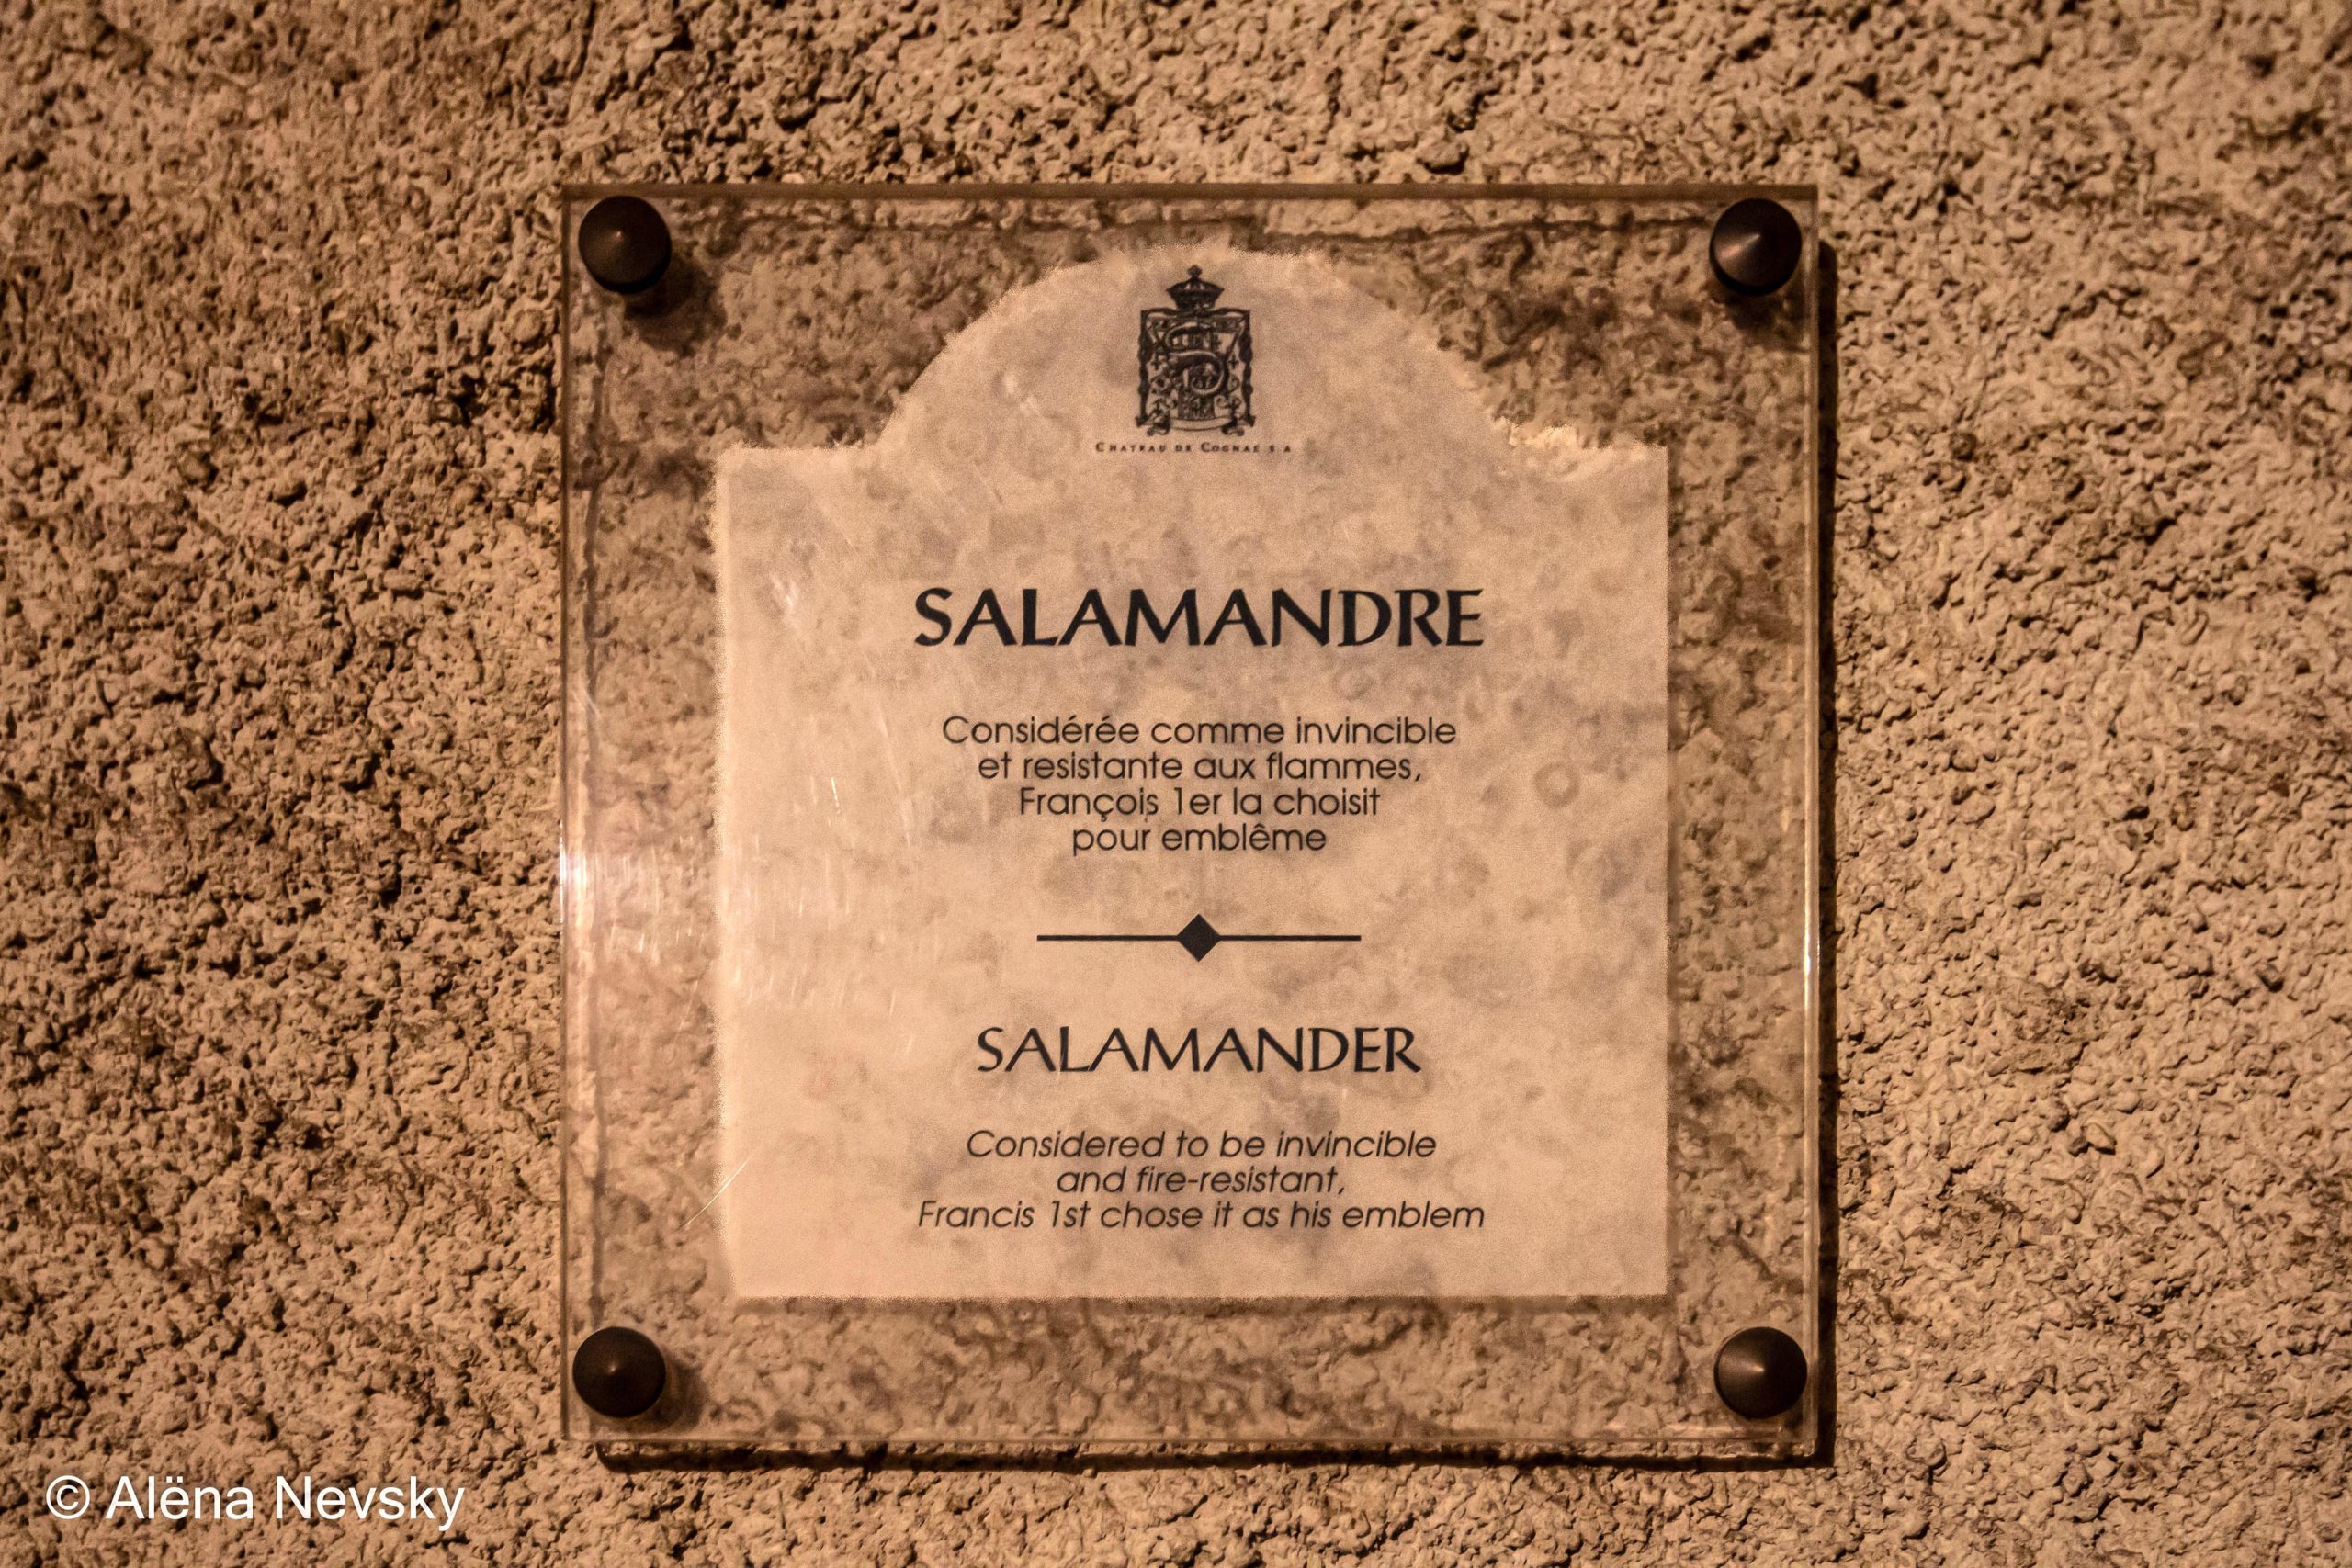 CHATEAU DE COGNAC S A
SALAMANDRE
Considérée comme invincible
et resistante aux flammes,
François 1er la choisit
pour emblême
SALAMANDER
Considered to be invincible
and fire-resistant,
Francis 1st chose it as his emblem
© Alëna Nevsky